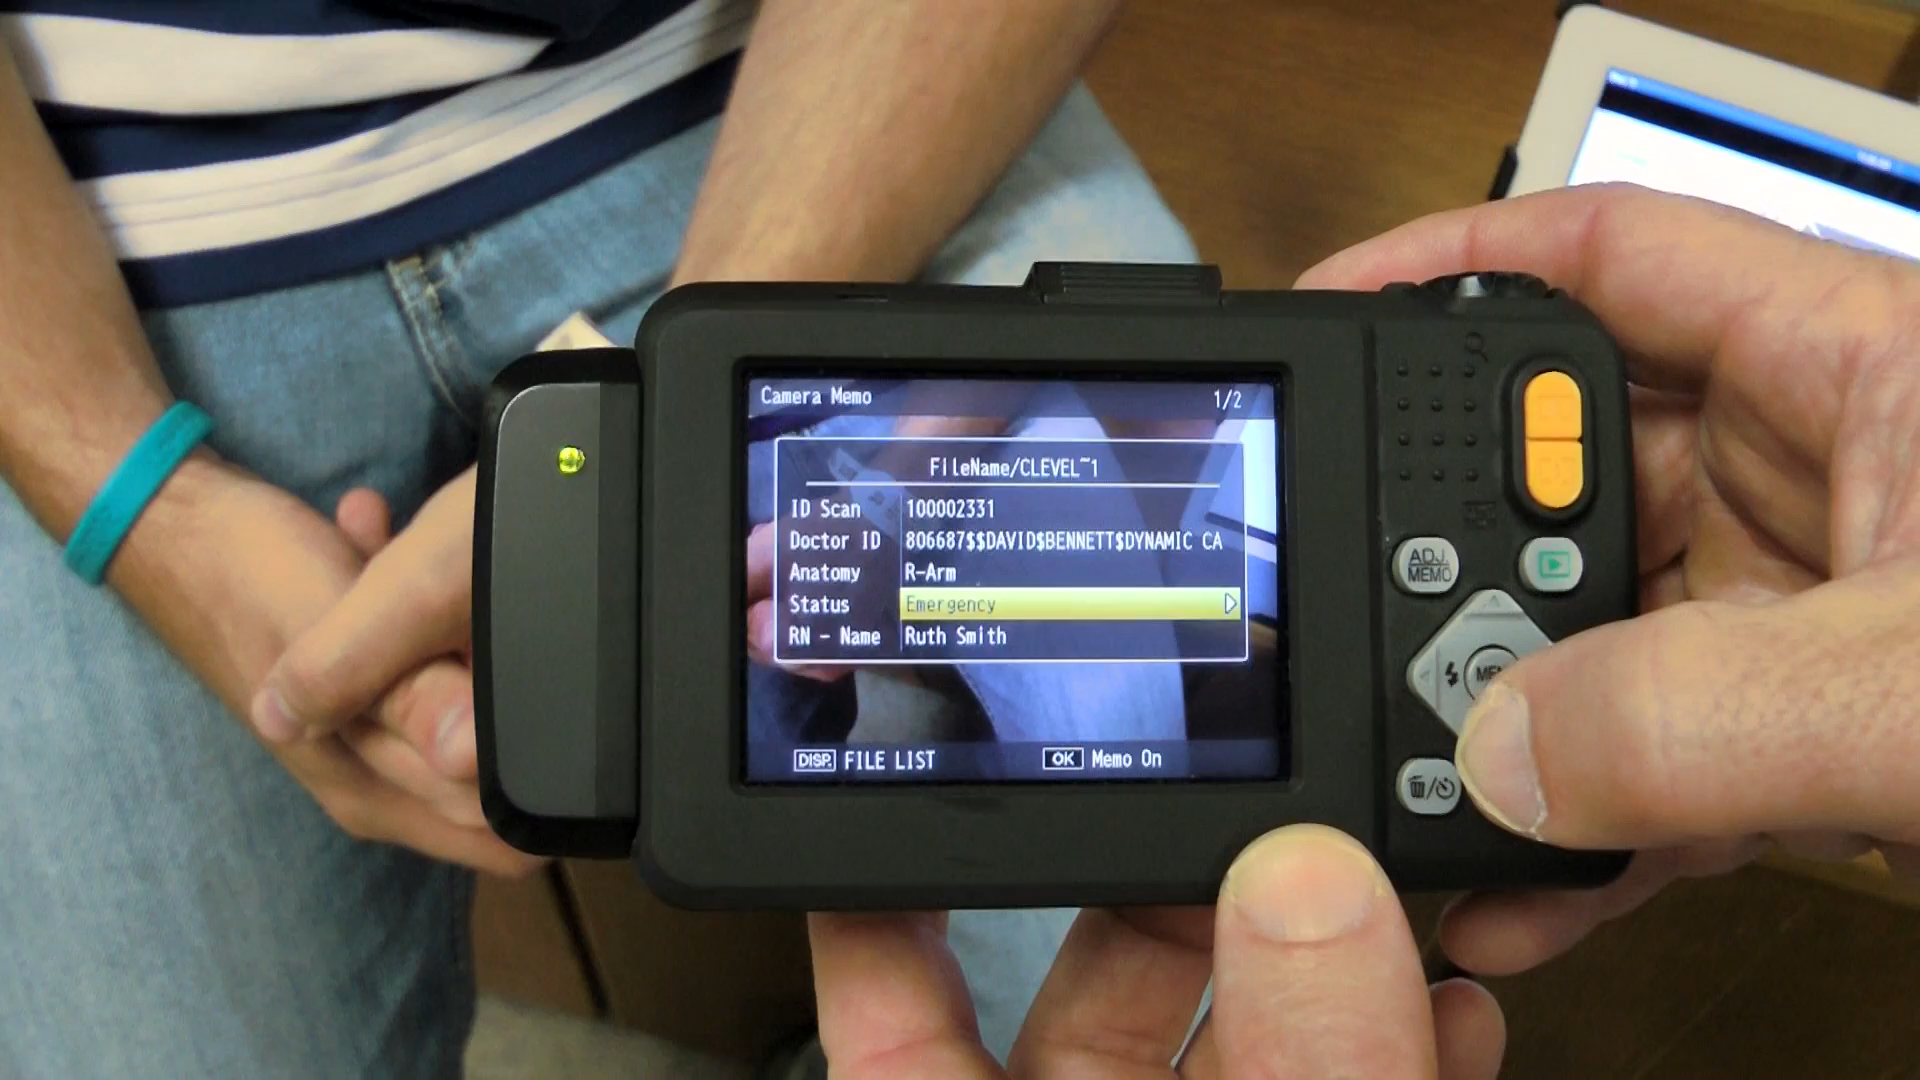 Camera Memo 1/2
FileName/CLEVEL~1
ID Scan 100002331
Doctor ID 806687$$DAVID$BENNETT$DYNAMIC CA
Anatomy R-Arm
Status Emergency
RN - Name Ruth Smith
DISP. FILE LIST OK Memo On
ADJ.
MEMO